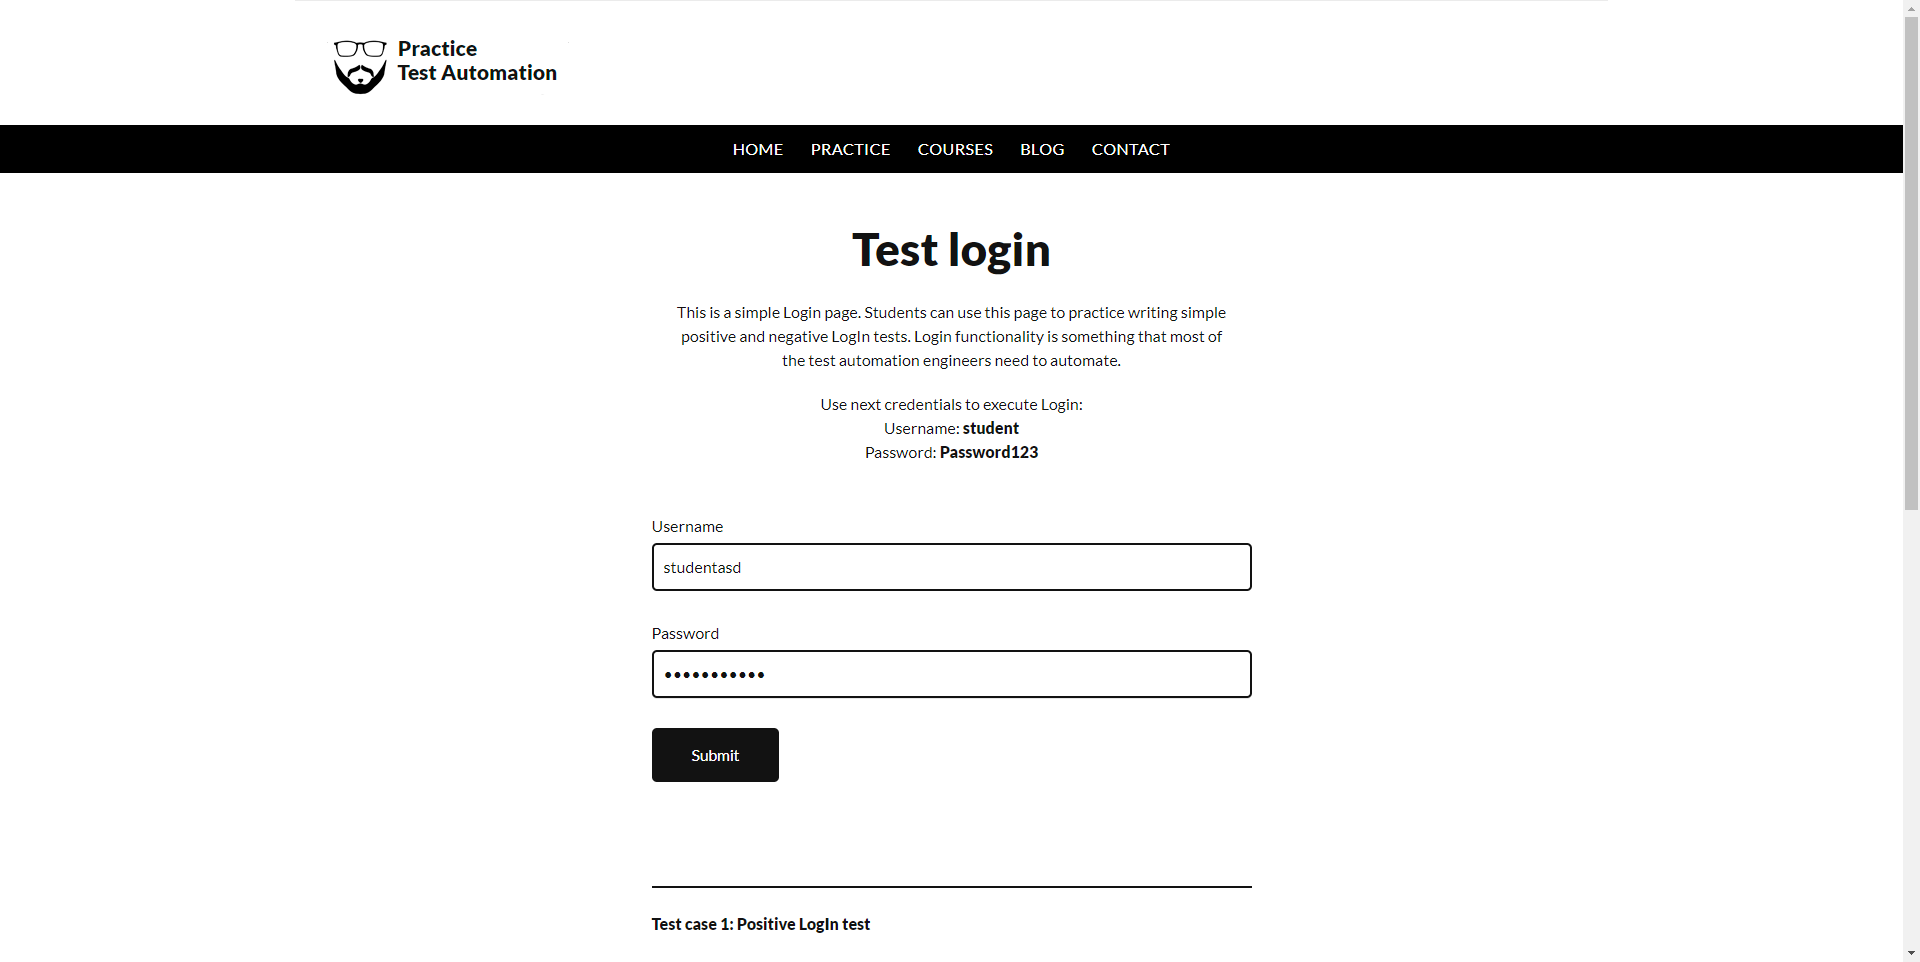 Practice
Test Automation
HOME PRACTICE COURSES BLOG CONTACT
Test login
This is a simple Login page. Students can use this page to practice writing simple
positive and negative LogIn tests. Login functionality is something that most of
the test automation engineers need to automate.
Use next credentials to execute Login:
Username: student
Password: Password123
Username
studentasd
Password
•••••••••••
Submit
Test case 1: Positive LogIn test